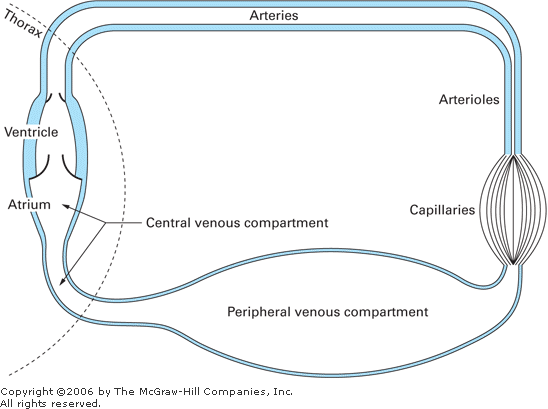 Thorax
Arteries
Arterioles
Ventricle
Atrium
Capillaries
Central venous compartment
Peripheral venous compartment
Copyright ©2006 by The McGraw-Hill Companies, Inc.
All rights reserved.